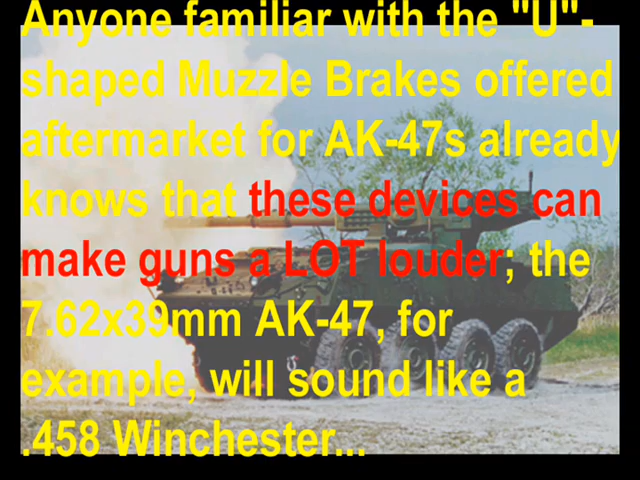 Anyone familiar with the "U"-
shaped Muzzle Brakes offered
aftermarket for AK-47s already
knows that these devices can
make guns a LOT louder; the
7.62x39mm AK-47, for
example, will sound like a
.458 Winchester...